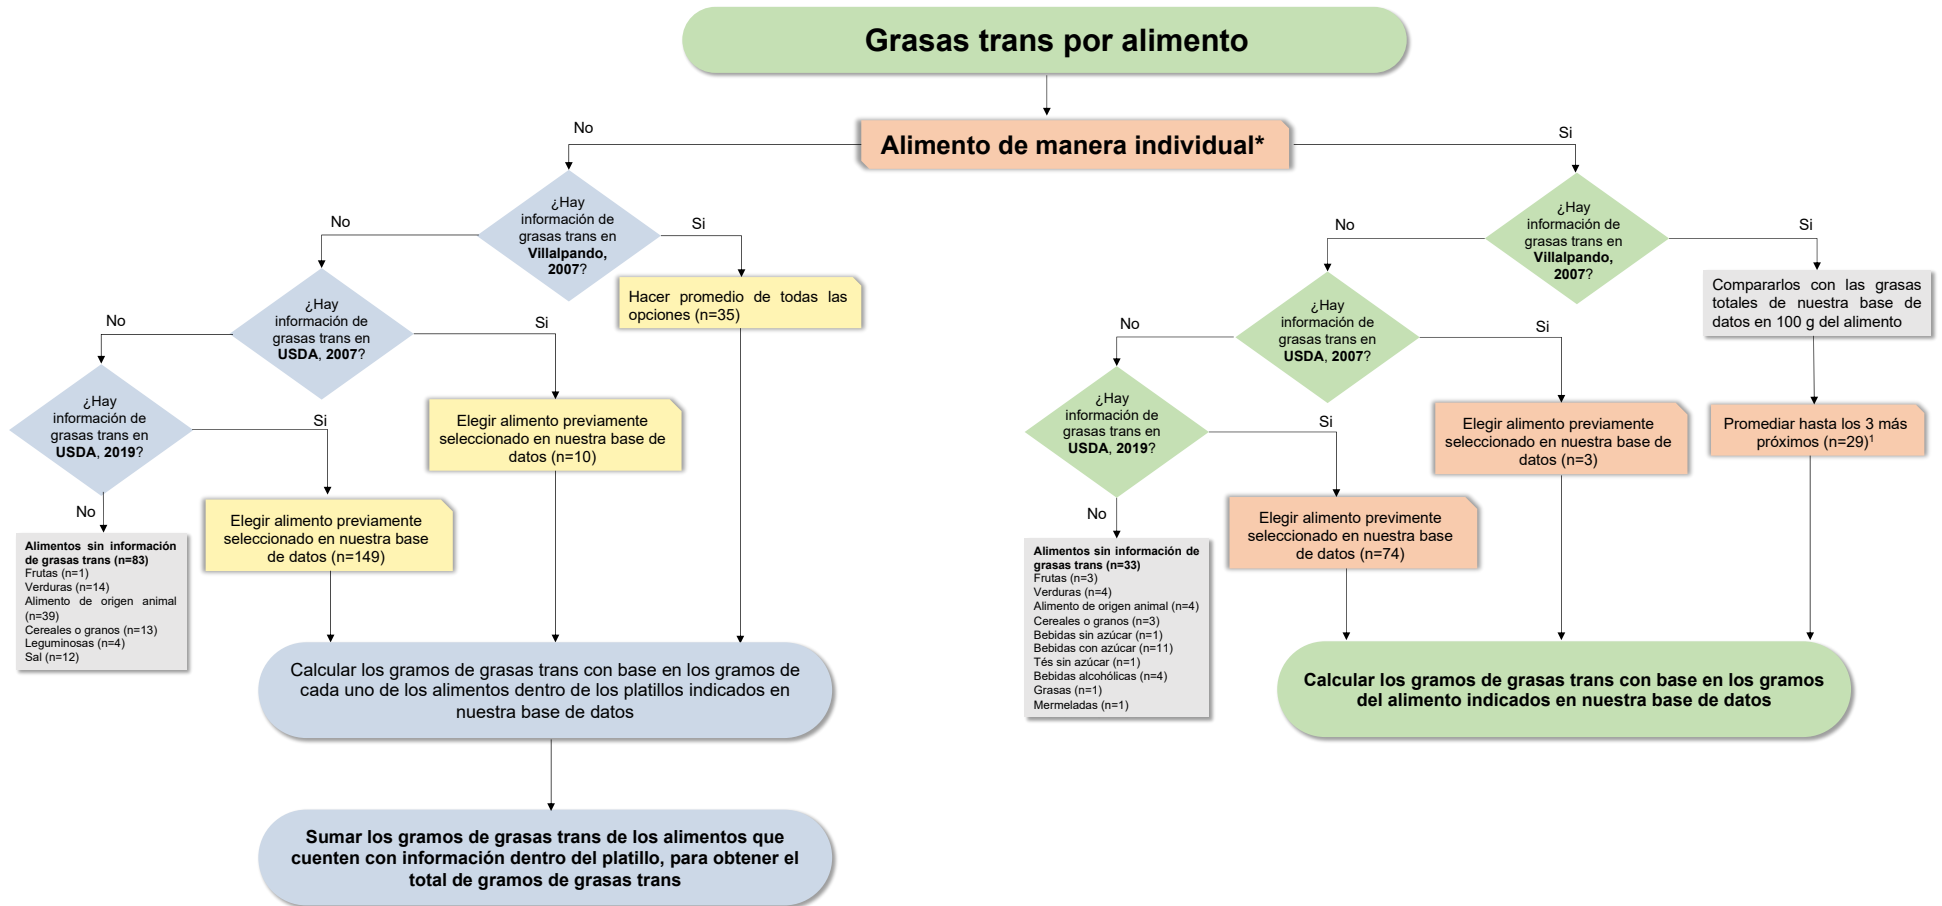 Grasas trans por alimento
No
Alimento de manera individual*
Si
¿Hay
información de
grasas trans en
Villalpando,
2007?
No
Si
Hacer promedio de todas las
opciones (n=35)
¿Hay
información de
grasas trans en
USDA, 2007?
No
Si
Elegir alimento previamente
seleccionado en nuestra base de
datos (n=10)
¿Hay
información de
grasas trans en
USDA, 2019?
Si
No
Elegir alimento previamente
seleccionado en nuestra base
de datos (n=149)
Alimentos sin información
de grasas trans (n=83)
Frutas (n=1)
Verduras (n=14)
Alimento de origen animal
(n=39)
Cereales o granos (n=13)
Leguminosas (n=4)
Sal (n=12)
Calcular los gramos de grasas trans con base en los gramos de
cada uno de los alimentos dentro de los platillos indicados en
nuestra base de datos
Sumar los gramos de grasas trans de los alimentos que
cuenten con información dentro del platillo, para obtener el
total de gramos de grasas trans
¿Hay
información de
grasas trans en
Villalpando,
2007?
No
Si
Compararlos con las grasas
totales de nuestra base de
datos en 100 g del alimento
Promediar hasta los 3 más
próximos (n=29)¹
¿Hay
información de
grasas trans en
USDA, 2007?
No
Si
Elegir alimento previamente
seleccionado en nuestra base de
datos (n=3)
¿Hay
información de
grasas trans en
USDA, 2019?
Si
No
Elegir alimento previmente
seleccionado en nuestra base
de datos (n=74)
Alimentos sin información de
grasas trans (n=33)
Frutas (n=3)
Verduras (n=4)
Alimento de origen animal (n=4)
Cereales o granos (n=3)
Bebidas sin azúcar (n=1)
Bebidas con azúcar (n=11)
Tés sin azúcar (n=1)
Bebidas alcohólicas (n=4)
Grasas (n=1)
Mermeladas (n=1)
Calcular los gramos de grasas trans con base en los gramos
del alimento indicados en nuestra base de datos